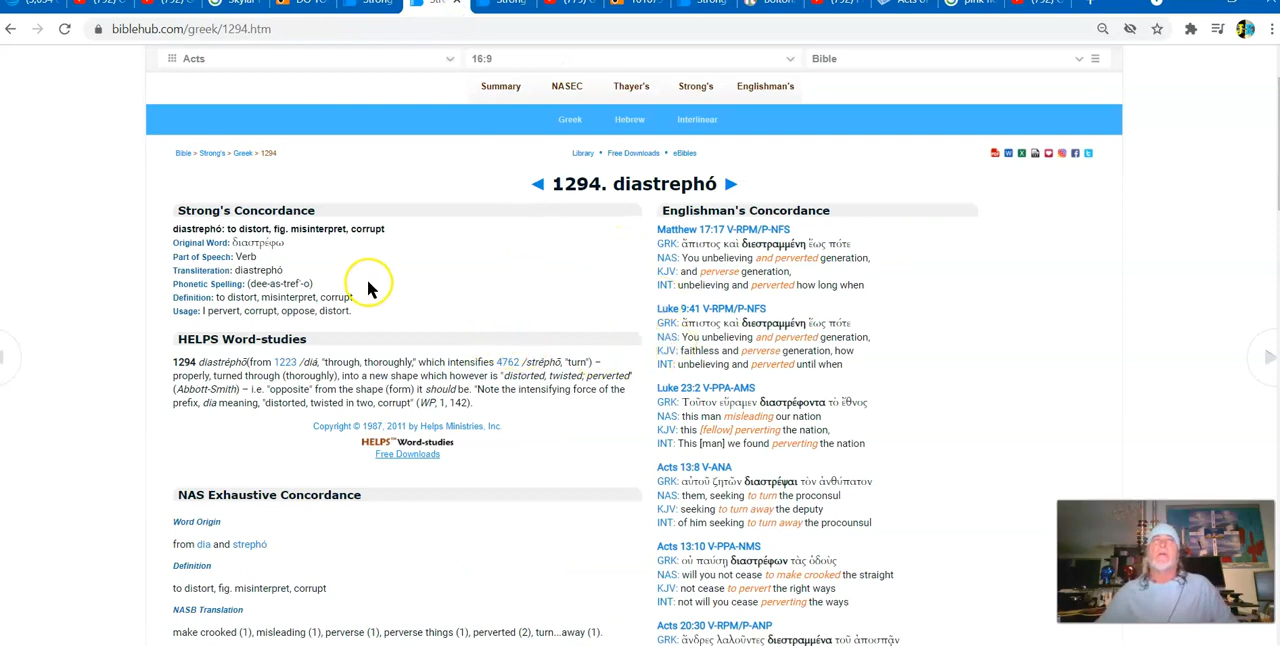 biblehub.com/greek/1294.htm
Acts
16:9
Bible
Summary
NASEC
Thayer's
Strong's
Englishman's
Greek
Hebrew
Interlinear
Bible > Strong's > Greek > 1294
Library • Free Downloads • eBibles
◄ 1294. diastrephó ►
Strong's Concordance
diastrephó: to distort, fig. misinterpret, corrupt
Original Word: διαστρέφω
Part of Speech: Verb
Transliteration: diastrephó
Phonetic Spelling: (dee-as-tref'-o)
Definition: to distort, misinterpret, corrupt
Usage: I pervert, corrupt, oppose, distort.
HELPS Word-studies
1294 diastréphō(from 1223 /diá, "through, thoroughly," which intensifies 4762 /stréphō, "turn") –
properly, turned through (thoroughly), into a new shape which however is "distorted, twisted; perverted"
(Abbott-Smith) – i.e. "opposite" from the shape (form) it should be. "Note the intensifying force of the
prefix, dia meaning, "distorted, twisted in two, corrupt" (WP, 1, 142).
Copyright © 1987, 2011 by Helps Ministries, Inc.
HELPS™ Word-studies
Free Downloads
NAS Exhaustive Concordance
Word Origin
from dia and strephó
Definition
to distort, fig. misinterpret, corrupt
NASB Translation
make crooked (1), misleading (1), perverse (1), perverse things (1), perverted (2), turn...away (1).
Englishman's Concordance
Matthew 17:17 V-RPM/P-NFS
GRK: ἄπιστος καὶ διεστραμμένη ἕως πότε
NAS: You unbelieving and perverted generation,
KJV: and perverse generation,
INT: unbelieving and perverted how long when
Luke 9:41 V-RPM/P-NFS
GRK: ἄπιστος καὶ διεστραμμένη ἕως πότε
NAS: You unbelieving and perverted generation,
KJV: faithless and perverse generation, how
INT: unbelieving and perverted until when
Luke 23:2 V-PPA-AMS
GRK: Τοῦτον εὕραμεν διαστρέφοντα τὸ ἔθνος
NAS: this man misleading our nation
KJV: this [fellow] perverting the nation,
INT: This [man] we found perverting the nation
Acts 13:8 V-ANA
GRK: αὐτοῦ ζητῶν διαστρέψαι τὸν ἀνθύπατον
NAS: them, seeking to turn the proconsul
KJV: seeking to turn away the deputy
INT: of him seeking to turn away the procounsul
Acts 13:10 V-PPA-NMS
GRK: οὐ παύσῃ διαστρέφων τὰς ὁδοὺς
NAS: will you not cease to make crooked the straight
KJV: not cease to pervert the right ways
INT: not will you cease perverting the ways
Acts 20:30 V-RPM/P-ANP
GRK: ἄνδρες λαλοῦντες διεστραμμένα τοῦ ἀποσπᾷν